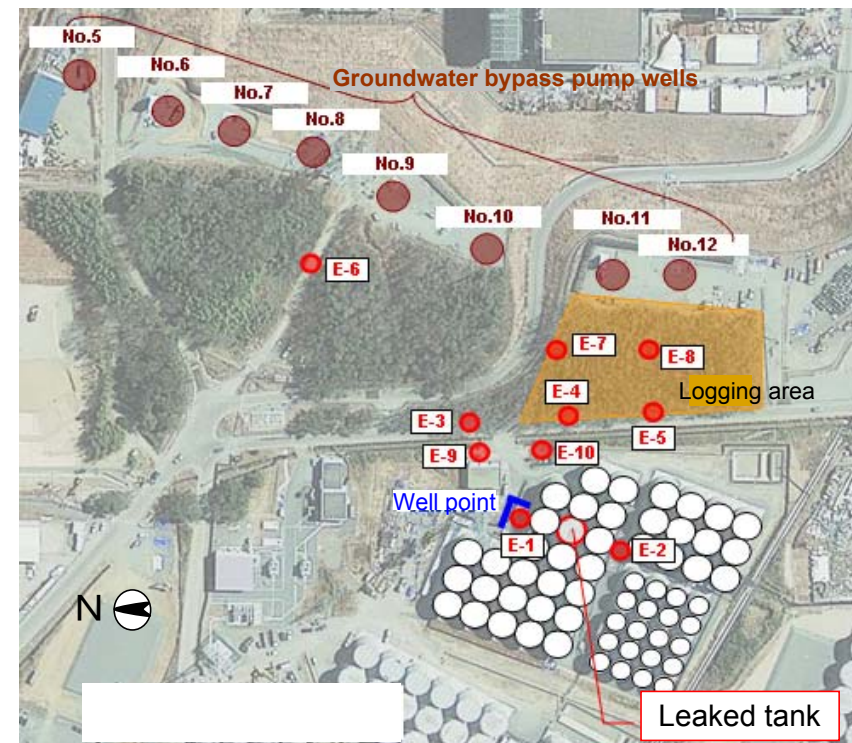 No.5
No.6
Groundwater bypass pump wells
No.7
No.8
No.9
No.10
No.11
No.12
E-6
E-7
E-8
Logging area
E-4
E-3
E-5
E-9
E-10
Well point
E-1
E-2
N
Leaked tank